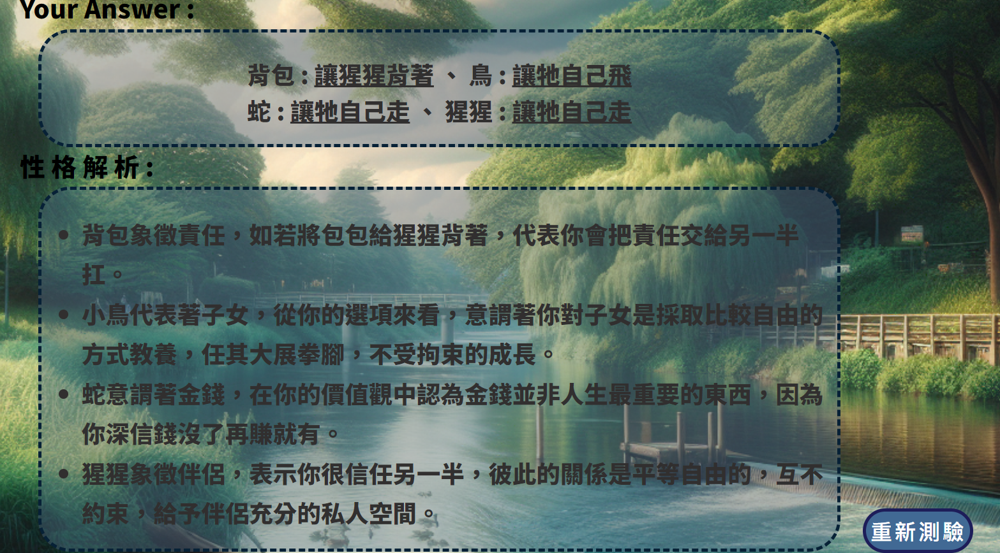 Your Answer :
背包 : 讓猩猩背著 、 鳥 : 讓牠自己飛
蛇 : 讓牠自己走 、 猩猩 : 讓牠自己走
性格解析 :
背包象徵責任，如若將包包給猩猩背著，代表你會把責任交給另一半
扛。
小鳥代表著子女，從你的選項來看，意謂著你對子女是採取比較自由的
方式教養，任其大展拳腳，不受拘束的成長。
蛇意謂著金錢，在你的價值觀中認為金錢並非人生最重要的東西，因為
你深信錢沒了再賺就有。
猩猩象徵伴侶，表示你很信任另一半，彼此的關係是平等自由的，互不
約束，給予伴侶充分的私人空間。
重新測驗